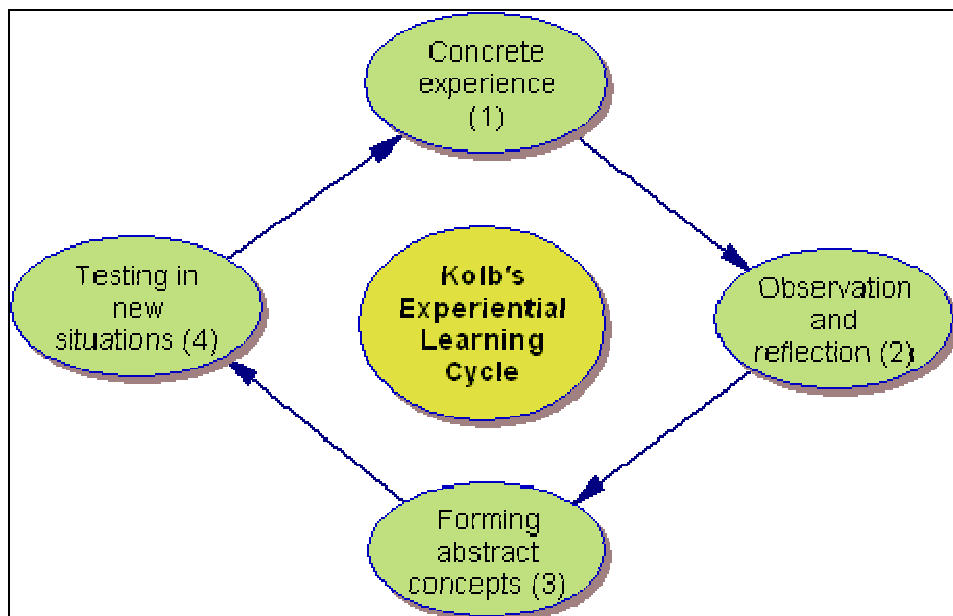 Concrete
experience
(1)
Testing in
new
situations (4)
Kolb's
Experiential
Learning
Cycle
Observation
and
reflection (2)
Forming
abstract
concepts (3)